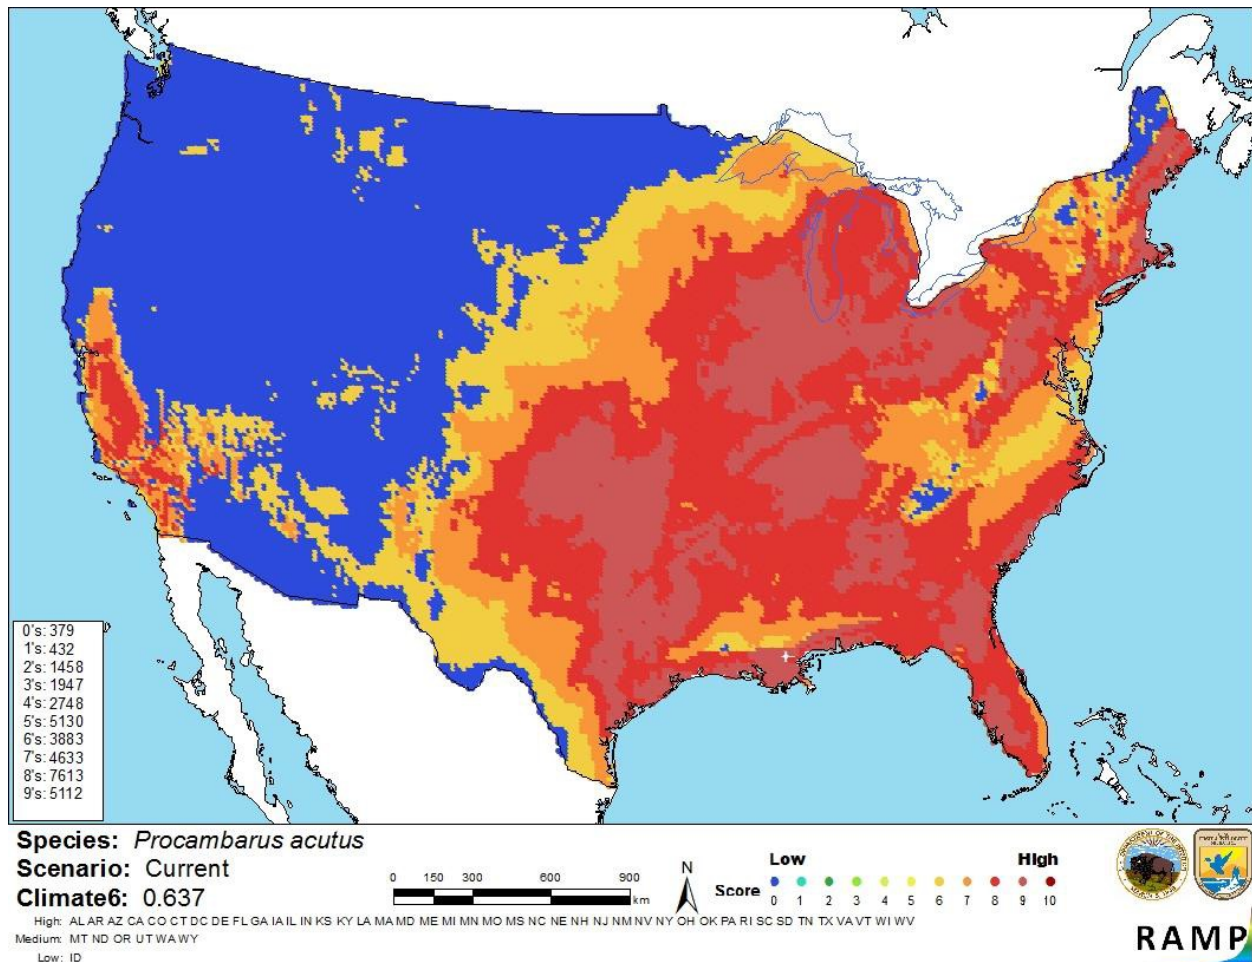 0's: 379
1's: 432
2's: 1458
3's: 1947
4's: 2748
5's: 5130
6's: 3883
7's: 4633
8's: 7613
9's: 5112
Species: Procambarus acutus
Scenario: Current
Climate6: 0.637
0 150 300 600 900
km
N
Low High
Score 0 1 2 3 4 5 6 7 8 9 10
High: AL AR AZ CA CO CT DC DE FL GA IA IL IN KS KY LA MA MD ME MI MN MO MS NC NE NH NJ NM NV NY OH OK PA RI SC SD TN TX VA VT WI WV
Medium: MT ND OR UT WA WY
Low: ID
RAMP